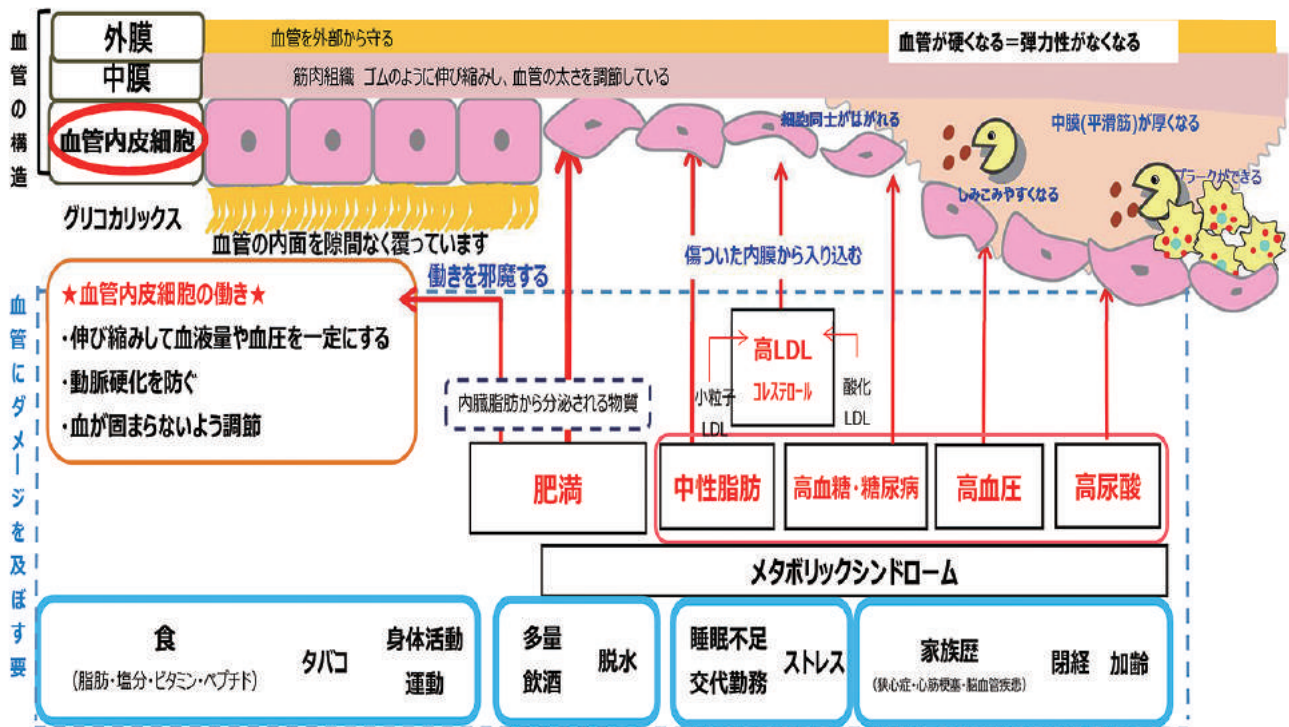 血管の構造
外膜
血管を外部から守る
血管が硬くなる=弾力性がなくなる
中膜
筋肉組織 ゴムのように伸び縮みし、血管の太さを調節している
血管内皮細胞
細胞同士がはがれる
中膜(平滑筋)が厚くなる
しみこみやすくなる
プラークができる
グリコカリックス
血管の内面を隙間なく覆っています
働きを邪魔する
傷ついた内膜から入り込む
血管にダメージを及ぼす要
★血管内皮細胞の働き★
・伸び縮みして血液量や血圧を一定にする
・動脈硬化を防ぐ
・血が固まらないよう調節
内臓脂肪から分泌される物質
高LDL
コレステロール
小粒子
LDL
酸化
LDL
肥満
中性脂肪
高血糖・糖尿病
高血圧
高尿酸
メタボリックシンドローム
食
(脂肪・塩分・ビタミン・ペプチド)
タバコ
身体活動
運動
多量
飲酒
脱水
睡眠不足
交代勤務
ストレス
家族歴
(狭心症・心筋梗塞・脳血管疾患)
閉経
加齢